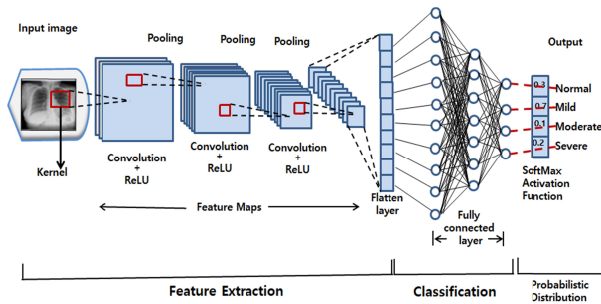 Input image
Pooling
Pooling
Pooling
Output
Kernel
Convolution
+
ReLU
Convolution
+
ReLU
Convolution
+
ReLU
Feature Maps
Flatten
layer
Fully
connected
layer
0.3
Normal
0.7
Mild
0.1
Moderate
0.2
Severe
SoftMax
Activation
Function
Feature Extraction
Classification
Probabilistic
Distribution